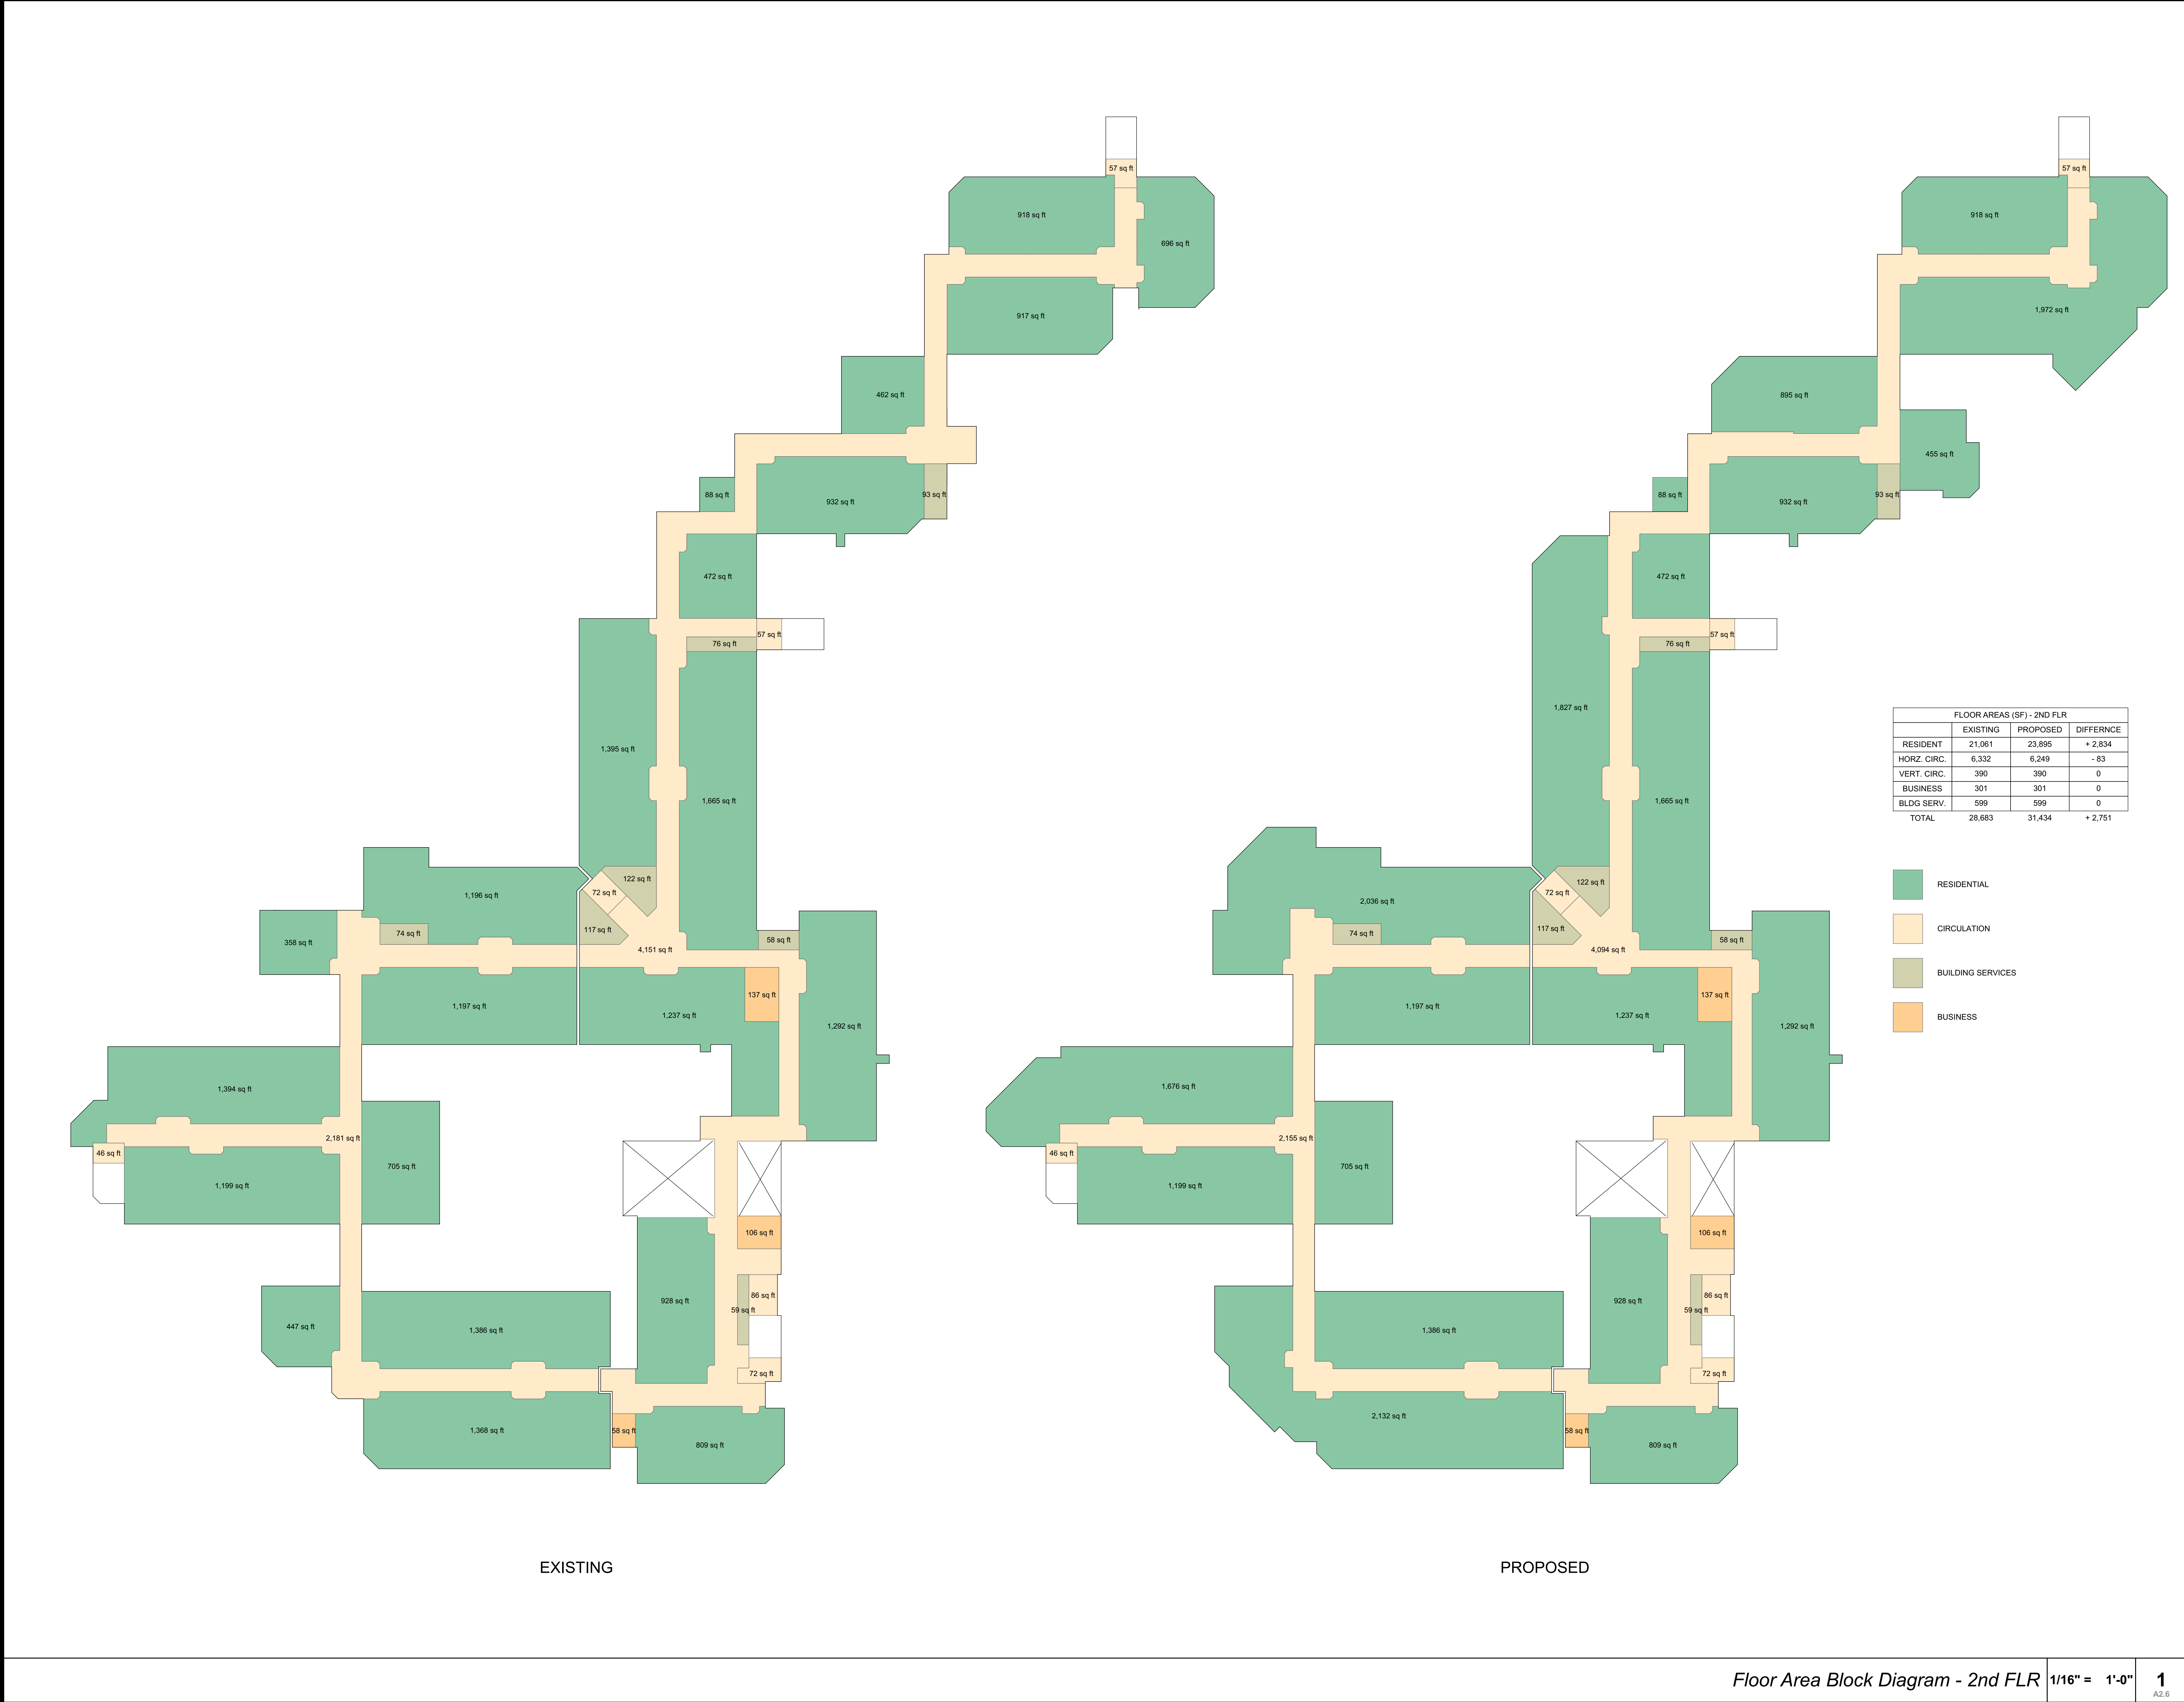 57 sq ft
918 sq ft
696 sq ft
917 sq ft
462 sq ft
88 sq ft
932 sq ft
93 sq ft
472 sq ft
57 sq ft
76 sq ft
1,395 sq ft
1,665 sq ft
122 sq ft
72 sq ft
1,196 sq ft
117 sq ft
74 sq ft
358 sq ft
58 sq ft
4,151 sq ft
137 sq ft
1,197 sq ft
1,237 sq ft
1,292 sq ft
1,394 sq ft
2,181 sq ft
46 sq ft
705 sq ft
1,199 sq ft
106 sq ft
86 sq ft
928 sq ft
59 sq ft
447 sq ft
1,386 sq ft
72 sq ft
1,368 sq ft
58 sq ft
809 sq ft
EXISTING
57 sq ft
918 sq ft
1,972 sq ft
895 sq ft
455 sq ft
88 sq ft
932 sq ft
93 sq ft
472 sq ft
57 sq ft
76 sq ft
1,827 sq ft
1,665 sq ft
122 sq ft
72 sq ft
2,036 sq ft
117 sq ft
74 sq ft
58 sq ft
4,094 sq ft
137 sq ft
1,197 sq ft
1,237 sq ft
1,292 sq ft
1,676 sq ft
2,155 sq ft
46 sq ft
705 sq ft
1,199 sq ft
106 sq ft
86 sq ft
928 sq ft
59 sq ft
1,386 sq ft
72 sq ft
2,132 sq ft
58 sq ft
809 sq ft
PROPOSED
FLOOR AREAS (SF) - 2ND FLR
EXISTING PROPOSED DIFFERNCE
RESIDENT 21,061 23,895 + 2,834
HORZ. CIRC. 6,332 6,249 - 83
VERT. CIRC. 390 390 0
BUSINESS 301 301 0
BLDG SERV. 599 599 0
TOTAL 28,683 31,434 + 2,751
RESIDENTIAL
CIRCULATION
BUILDING SERVICES
BUSINESS
Floor Area Block Diagram - 2nd FLR 1/16" = 1'-0" 1
A2.6